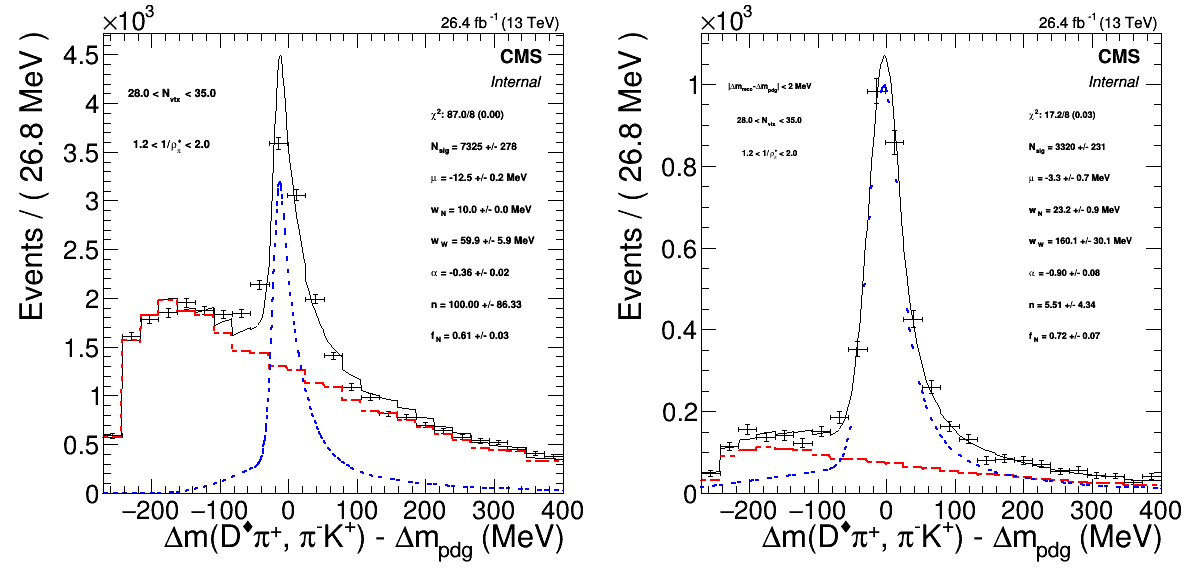 ×10³
26.4 fb⁻¹ (13 TeV)
Events / ( 26.8 MeV )
4.5
4
3.5
3
2.5
2
1.5
1
0.5
0
CMS
Internal
28.0 < N_vtx < 35.0
1.2 < 1/ρ*_π < 2.0
χ²: 87.0/8 (0.00)
N_sig = 7325 +/- 278
μ = -12.5 +/- 0.2 MeV
w_N = 10.0 +/- 0.0 MeV
w_W = 59.9 +/- 5.9 MeV
α = -0.36 +/- 0.02
n = 100.00 +/- 86.33
f_N = 0.61 +/- 0.03
−200 −100 0 100 200 300 400
Δm(D♦π⁺, π⁻K⁺) - Δm_pdg (MeV)
×10³
26.4 fb⁻¹ (13 TeV)
Events / ( 26.8 MeV )
1
0.8
0.6
0.4
0.2
0
CMS
Internal
|Δm_reco-Δm_pdg| < 2 MeV
28.0 < N_vtx < 35.0
1.2 < 1/ρ*_π < 2.0
χ²: 17.2/8 (0.03)
N_sig = 3320 +/- 231
μ = -3.3 +/- 0.7 MeV
w_N = 23.2 +/- 0.9 MeV
w_W = 160.1 +/- 30.1 MeV
α = -0.90 +/- 0.08
n = 5.51 +/- 4.34
f_N = 0.72 +/- 0.07
−200 −100 0 100 200 300 400
Δm(D♦π⁺, π⁻K⁺) - Δm_pdg (MeV)